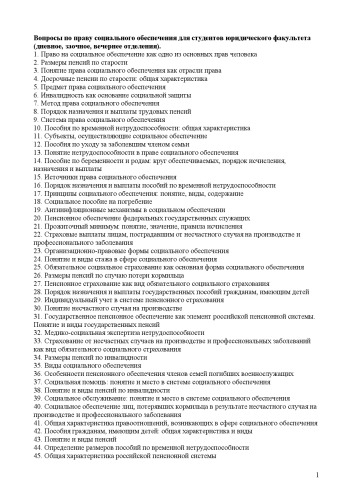 Вопросы по праву социального обеспечения для студентов юридического факультета
(дневное, заочное, вечернее отделения).
1. Право на социальное обеспечение как одно из основных прав человека
2. Размеры пенсий по старости
3. Понятие права социального обеспечения как отрасли права
4. Досрочные пенсии по старости: общая характеристика
5. Предмет права социального обеспечения
6. Инвалидность как основание социальной защиты
7. Метод права социального обеспечения
8. Порядок назначения и выплаты трудовых пенсий
9. Система права социального обеспечения
10. Пособия по временной нетрудоспособности: общая характеристика
11. Субъекты, осуществляющие социальное обеспечение
12. Пособия по уходу за заболевшим членом семьи
13. Понятие нетрудоспособности в праве социального обеспечения
14. Пособие по беременности и родам: круг обеспечиваемых, порядок исчисления,
назначения и выплаты
15. Источники права социального обеспечения
16. Порядок назначения и выплаты пособий по временной нетрудоспособности
17. Принципы социального обеспечения: понятие, виды, содержание
18. Социальное пособие на погребение
19. Антиинфляционные механизмы в социальном обеспечении
20. Пенсионное обеспечение федеральных государственных служащих
21. Прожиточный минимум: понятие, значение, правила исчисления
22. Страховые выплаты лицам, пострадавшим от несчастного случая на производстве и
профессионального заболевания
23. Организационно-правовые формы социального обеспечения
24. Понятие и виды стажа в сфере социального обеспечения
25. Обязательное социальное страхование как основная форма социального обеспечения
26. Размеры пенсий по случаю потери кормильца
27. Пенсионное страхование как вид обязательного социального страхования
28. Порядок назначения и выплаты государственных пособий гражданам, имеющим детей
29. Индивидуальный учет в системе пенсионного страхования
30. Понятие несчастного случая на производстве
31. Государственное пенсионное обеспечение как элемент российской пенсионной системы.
Понятие и виды государственных пенсий
32. Медико-социальная экспертиза нетрудоспособности
33. Страхование от несчастных случаев на производстве и профессиональных заболеваний
как вид обязательного социального страхования
34. Размеры пенсий по инвалидности
35. Виды социального обеспечения
36. Особенности пенсионного обеспечения членов семей погибших военнослужащих
37. Социальная помощь: понятие и место в системе социального обеспечения
38. Понятие и виды пенсий по инвалидности
39. Социальное обслуживание: понятие и место в системе социального обеспечения
40. Социальное обеспечение лиц, потерявших кормильца в результате несчастного случая на
производстве и профессионального заболевания
41. Общая характеристика правоотношений, возникающих в сфере социального обеспечения
42. Пособия гражданам, имеющим детей: общая характеристика и виды
43. Понятие и виды пенсий
44. Определение размеров пособий по временной нетрудоспособности
45. Общая характеристика российской пенсионной системы
1